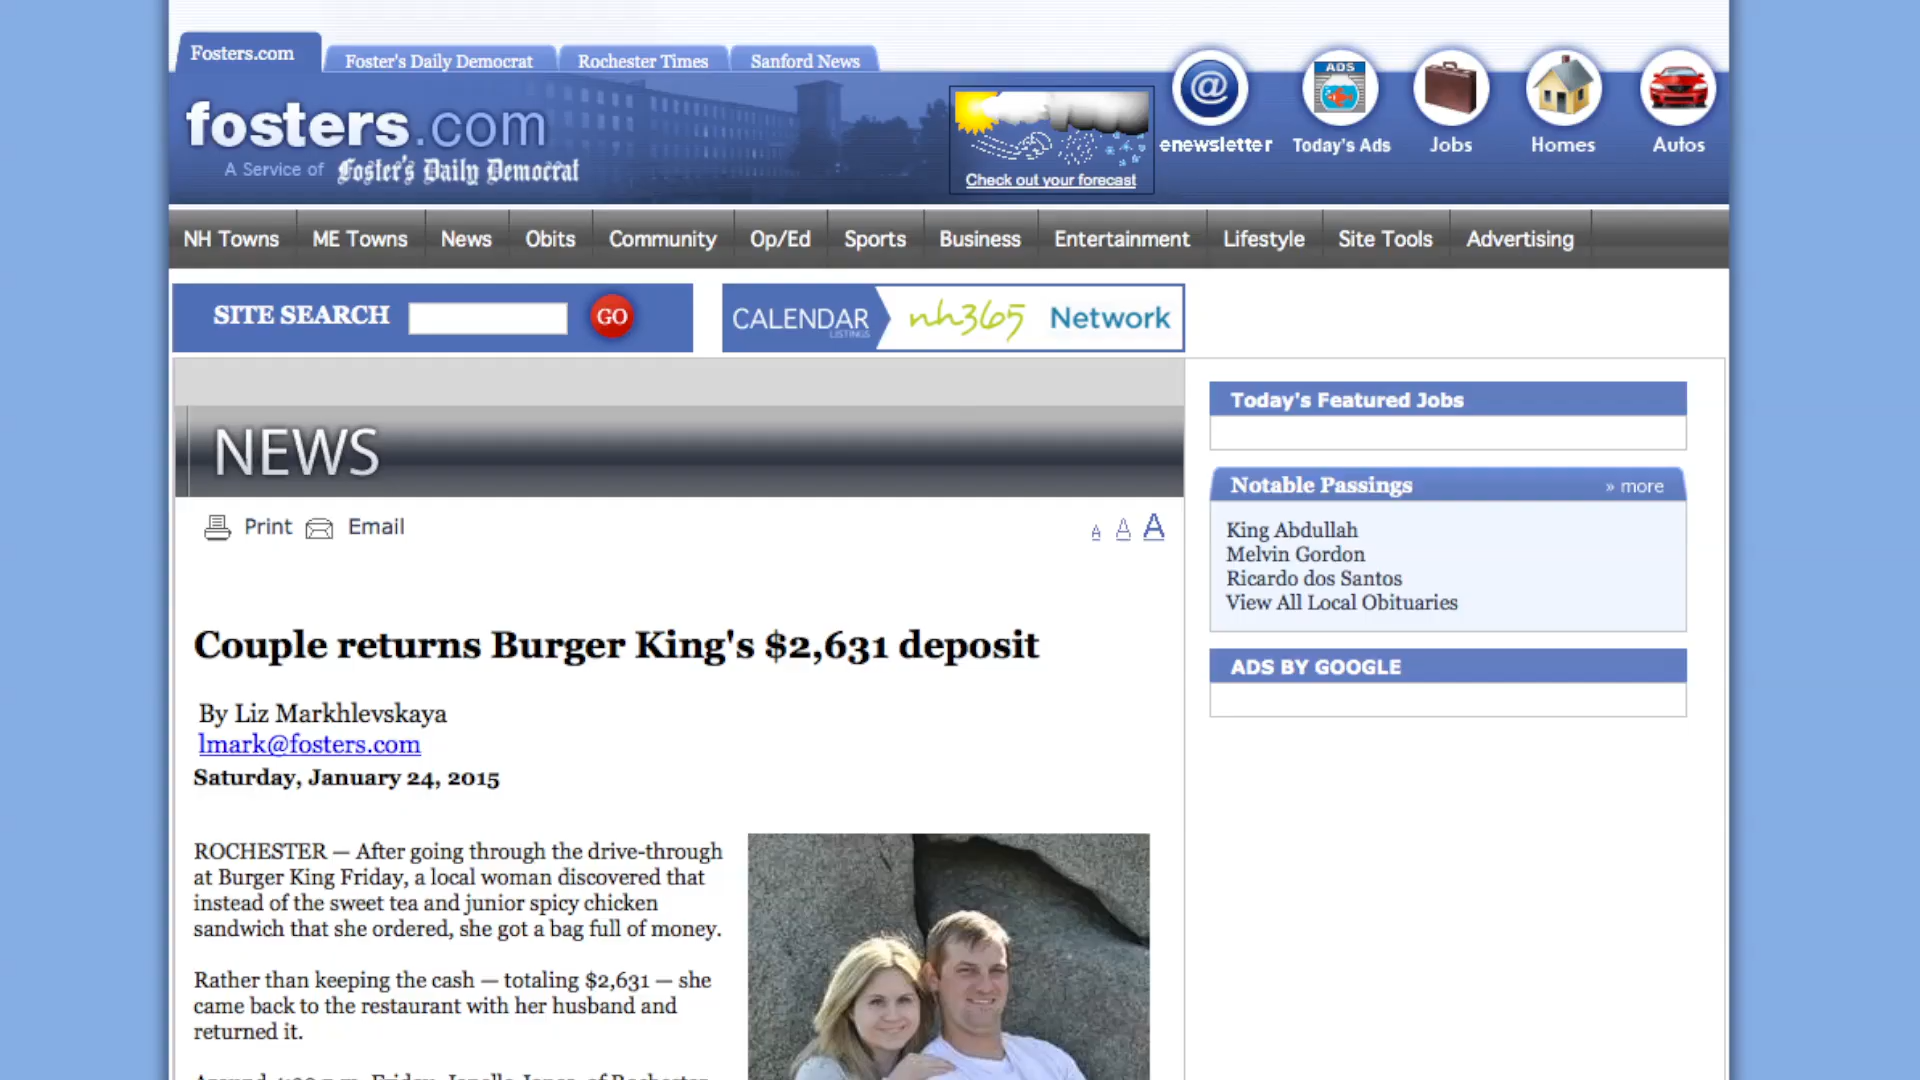 Fosters.com
Foster's Daily Democrat
Rochester Times
Sanford News
fosters.com
A Service of Foster's Daily Democrat
Check out your forecast
@
enewsletter
ADS
Today's Ads
Jobs
Homes
Autos
NH Towns
ME Towns
News
Obits
Community
Op/Ed
Sports
Business
Entertainment
Lifestyle
Site Tools
Advertising
SITE SEARCH
GO
CALENDAR
LISTINGS
nh365 Network
NEWS
Print
Email
A A A
Couple returns Burger King's $2,631 deposit
By Liz Markhlevskaya
lmark@fosters.com
Saturday, January 24, 2015
ROCHESTER — After going through the drive-through
at Burger King Friday, a local woman discovered that
instead of the sweet tea and junior spicy chicken
sandwich that she ordered, she got a bag full of money.
Rather than keeping the cash — totaling $2,631 — she
came back to the restaurant with her husband and
returned it.
Today's Featured Jobs
Notable Passings
» more
King Abdullah
Melvin Gordon
Ricardo dos Santos
View All Local Obituaries
ADS BY GOOGLE